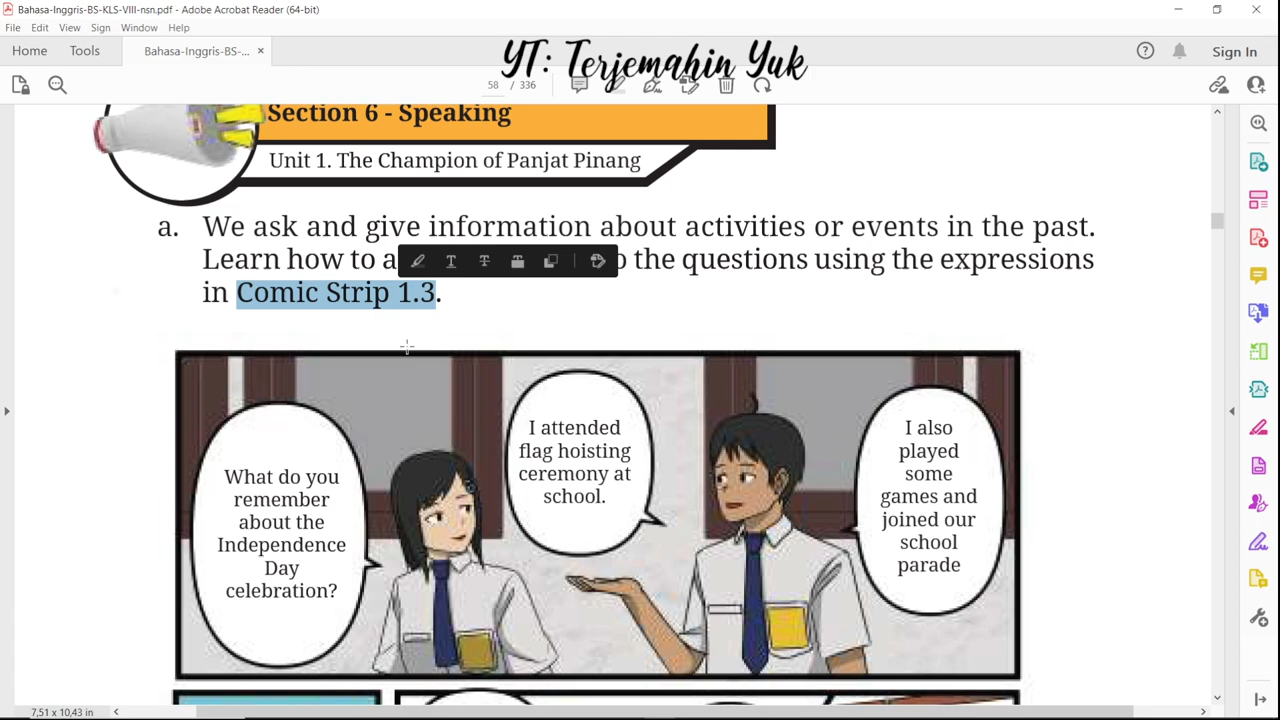 Bahasa-Inggris-BS-KLS-VIII-nsn.pdf - Adobe Acrobat Reader (64-bit)
File Edit View Sign Window Help
Home Tools Bahasa-Inggris-BS-... × Sign In
YT: Terjemahin Yuk
58 / 336
Section 6 - Speaking
Unit 1. The Champion of Panjat Pinang
a. We ask and give information about activities or events in the past.
Learn how to a o the questions using the expressions
in Comic Strip 1.3.
What do you
remember
about the
Independence
Day
celebration?
I attended
flag hoisting
ceremony at
school.
I also
played
some
games and
joined our
school
parade
7,51 x 10,43 in